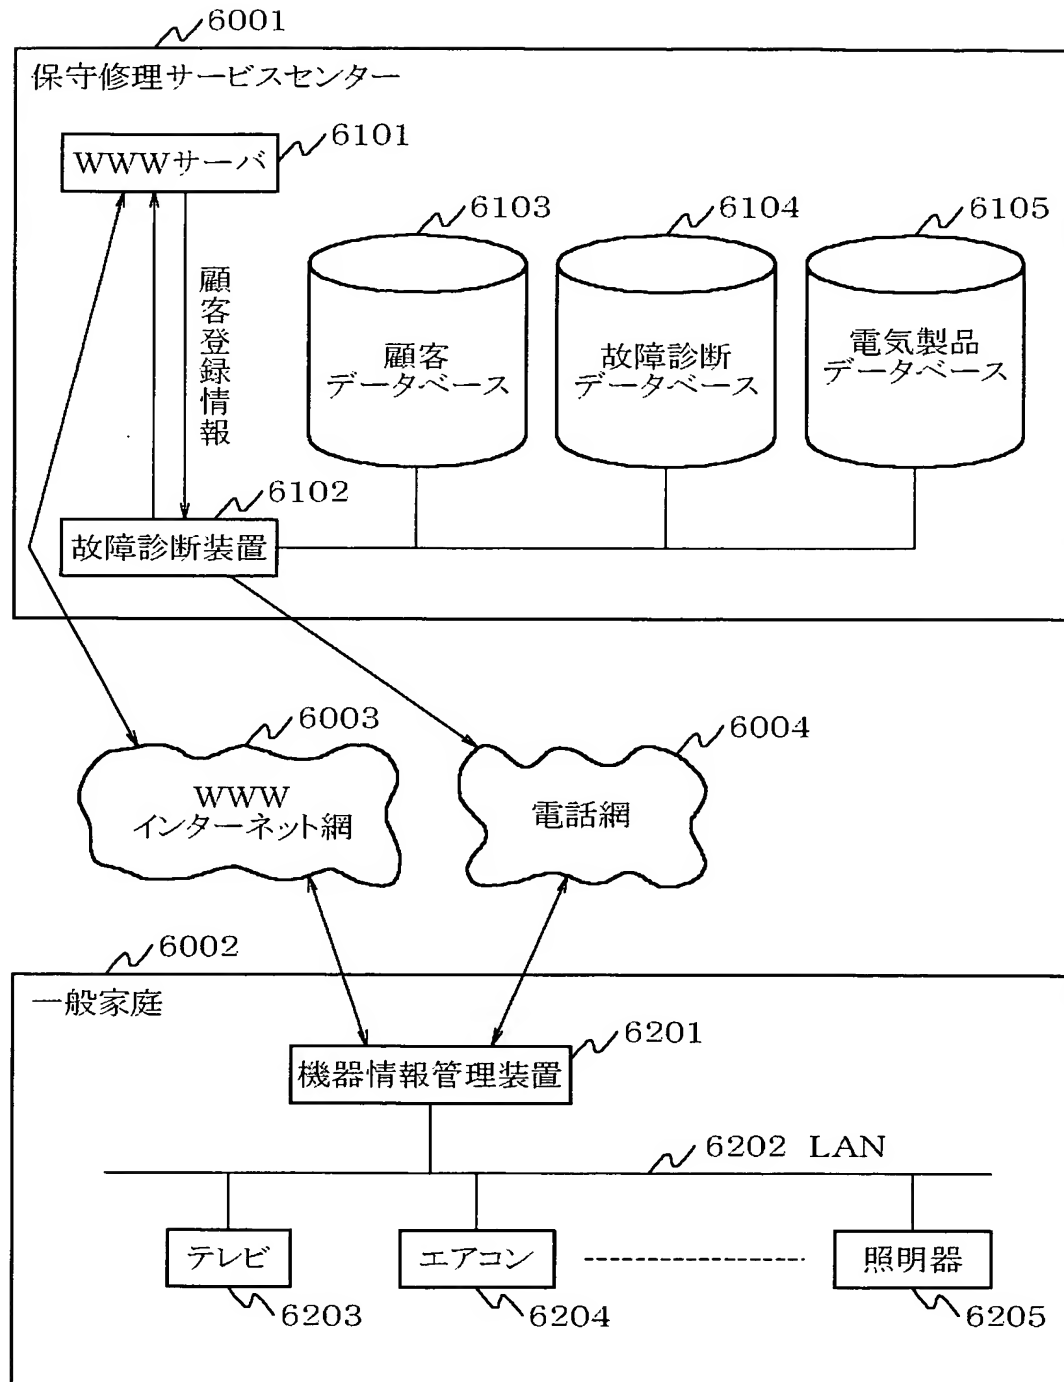 6001
保守修理サービスセンター
6101
WWWサーバ
6103
6104
6105
顧客登録情報
顧客
データベース
故障診断
データベース
電気製品
データベース
6102
故障診断装置
6003
6004
WWW
インターネット網
電話網
6002
一般家庭
6201
機器情報管理装置
6202 LAN
テレビ
エアコン
照明器
6203
6204
6205